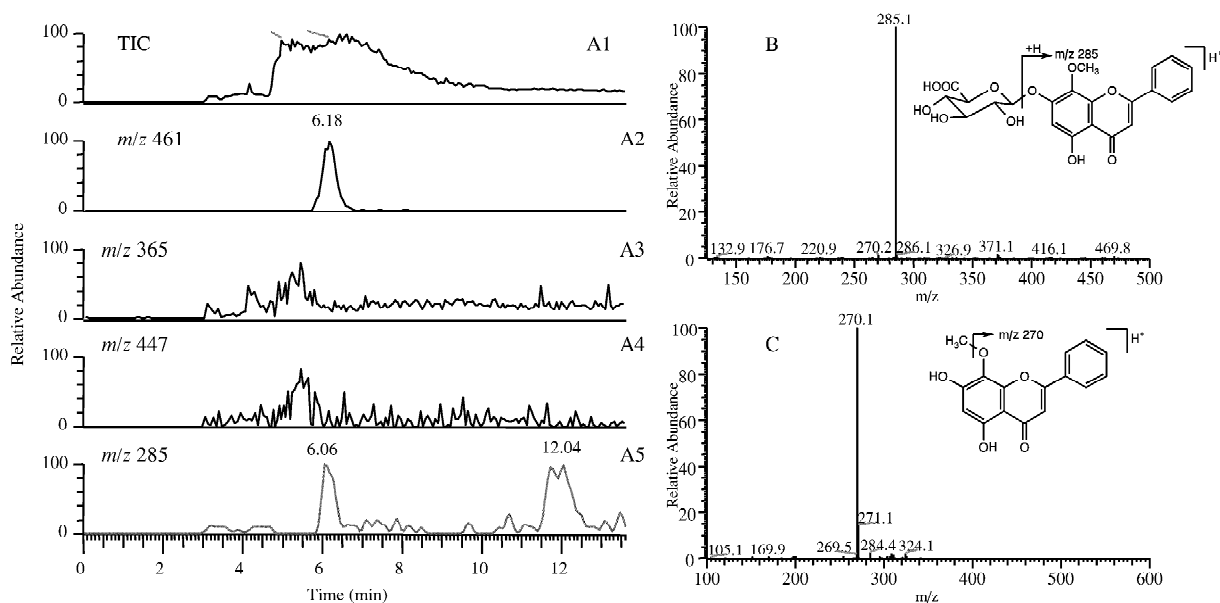 TIC
A1
100
0
6.18
m/z 461
A2
100
0
m/z 365
A3
100
0
m/z 447
A4
100
0
6.06
12.04
m/z 285
A5
100
0
0
2
4
6
8
10
12
Time (min)
Relative Abundance
B
285.1
100
80
60
40
20
0
Relative Abundance
132.9
176.7
220.9
270.2
286.1
326.9
371.1
416.1
469.8
150
200
250
300
350
400
450
500
m/z
+H
m/z 285
OCH3
H+
HOOC
O
O
O
HO
HO
OH
OH
O
C
270.1
100
80
60
40
20
0
Relative Abundance
105.1
169.9
269.5
271.1
284.4
324.1
100
200
300
400
500
600
m/z
m/z 270
H3C
O
H+
HO
O
OH
O